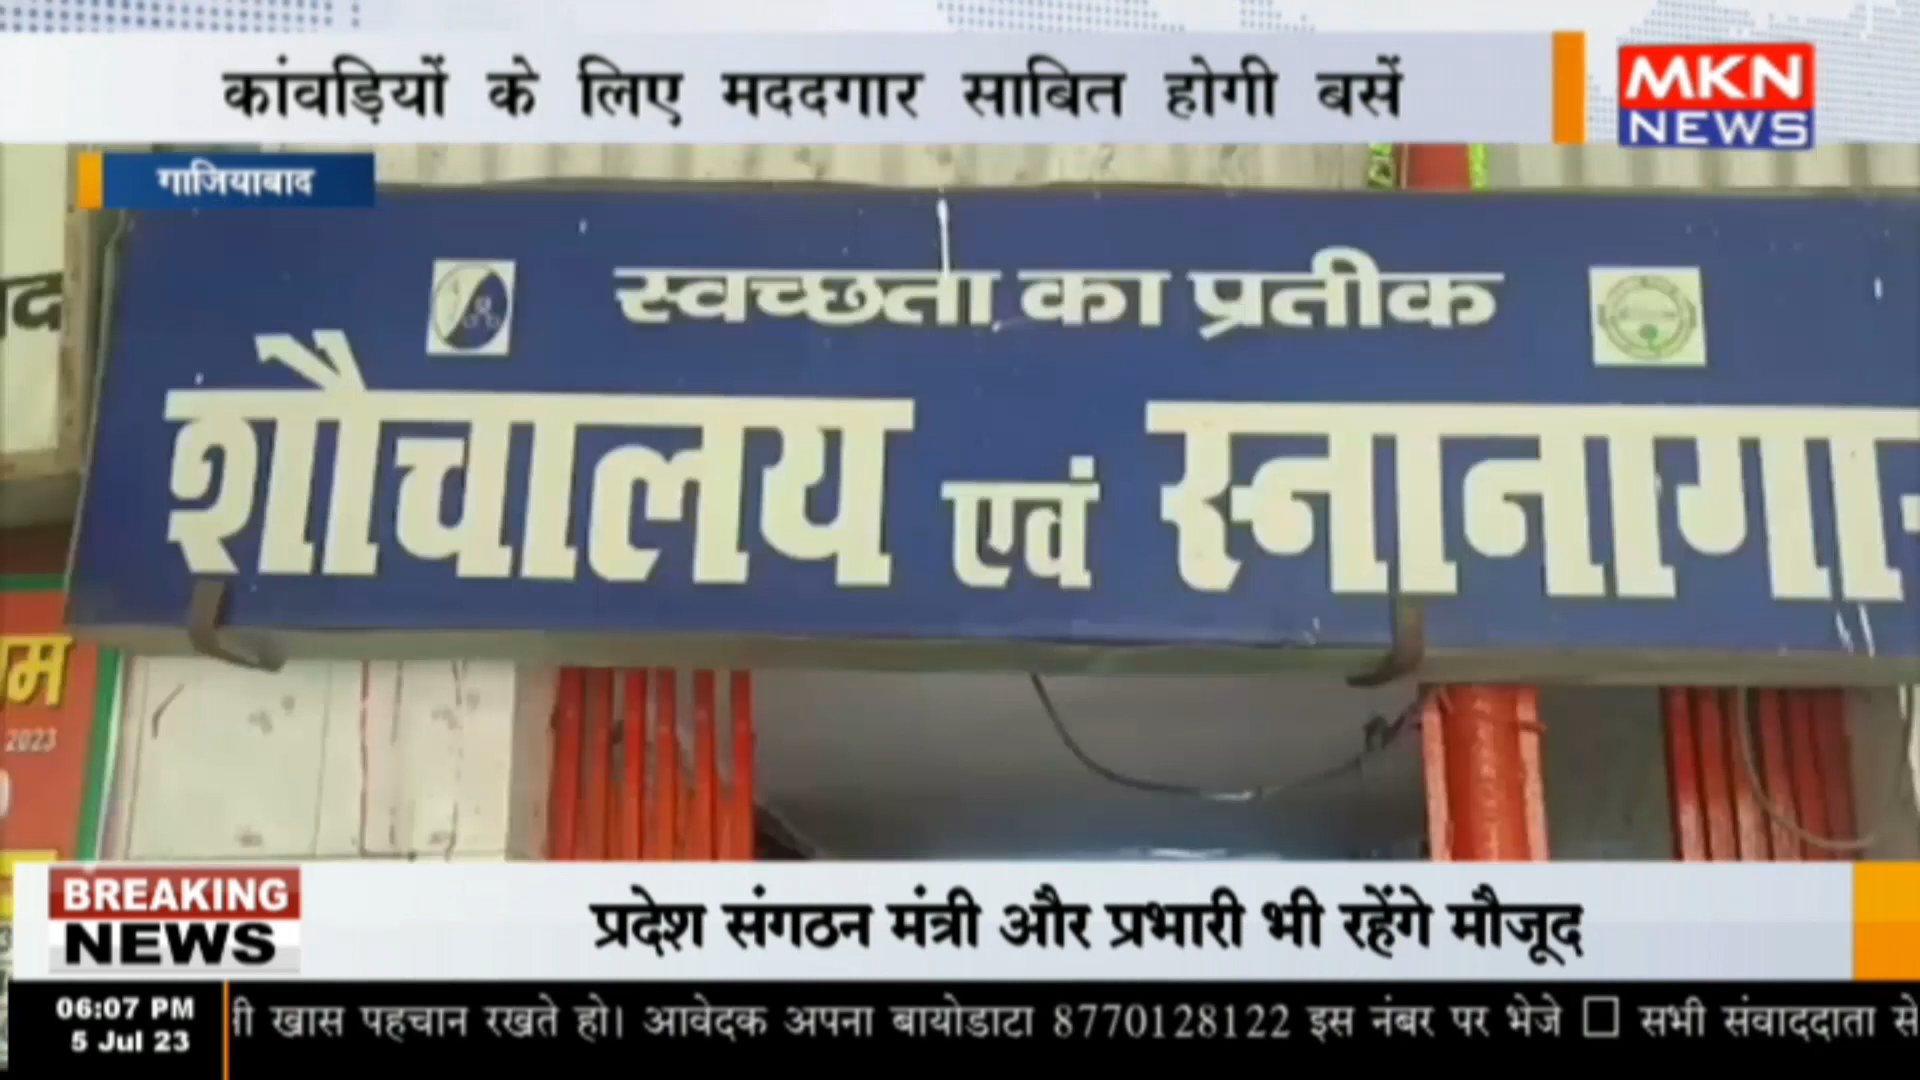 कांवड़ियों के लिए मददगार साबित होगी बसें
MKN
NEWS
गाजियाबाद
स्वच्छता का प्रतीक
शौचालय एवं स्नानागा
2023
BREAKING
NEWS
प्रदेश संगठन मंत्री और प्रभारी भी रहेंगे मौजूद
06:07 PM
5 Jul 23
खास पहचान रखते हो। आवेदक अपना बायोडाटा 8770128122 इस नंबर पर भेजे □ सभी संवाददाता से